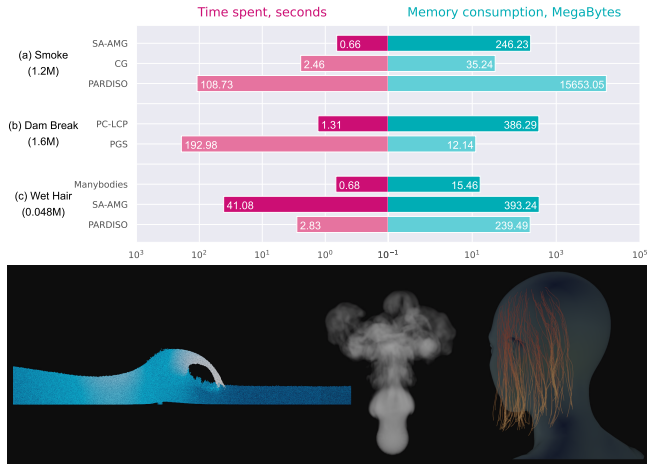 Time spent, seconds
Memory consumption, MegaBytes
(a) Smoke
(1.2M)
SA-AMG 0.66 246.23
CG 2.46 35.24
PARDISO 108.73 15653.05
(b) Dam Break
(1.6M)
PC-LCP 1.31 386.29
PGS 192.98 12.14
(c) Wet Hair
(0.048M)
Manybodies 0.68 15.46
SA-AMG 41.08 393.24
PARDISO 2.83 239.49
10³ 10² 10¹ 10⁰ 10⁻¹ 10¹ 10³ 10⁵